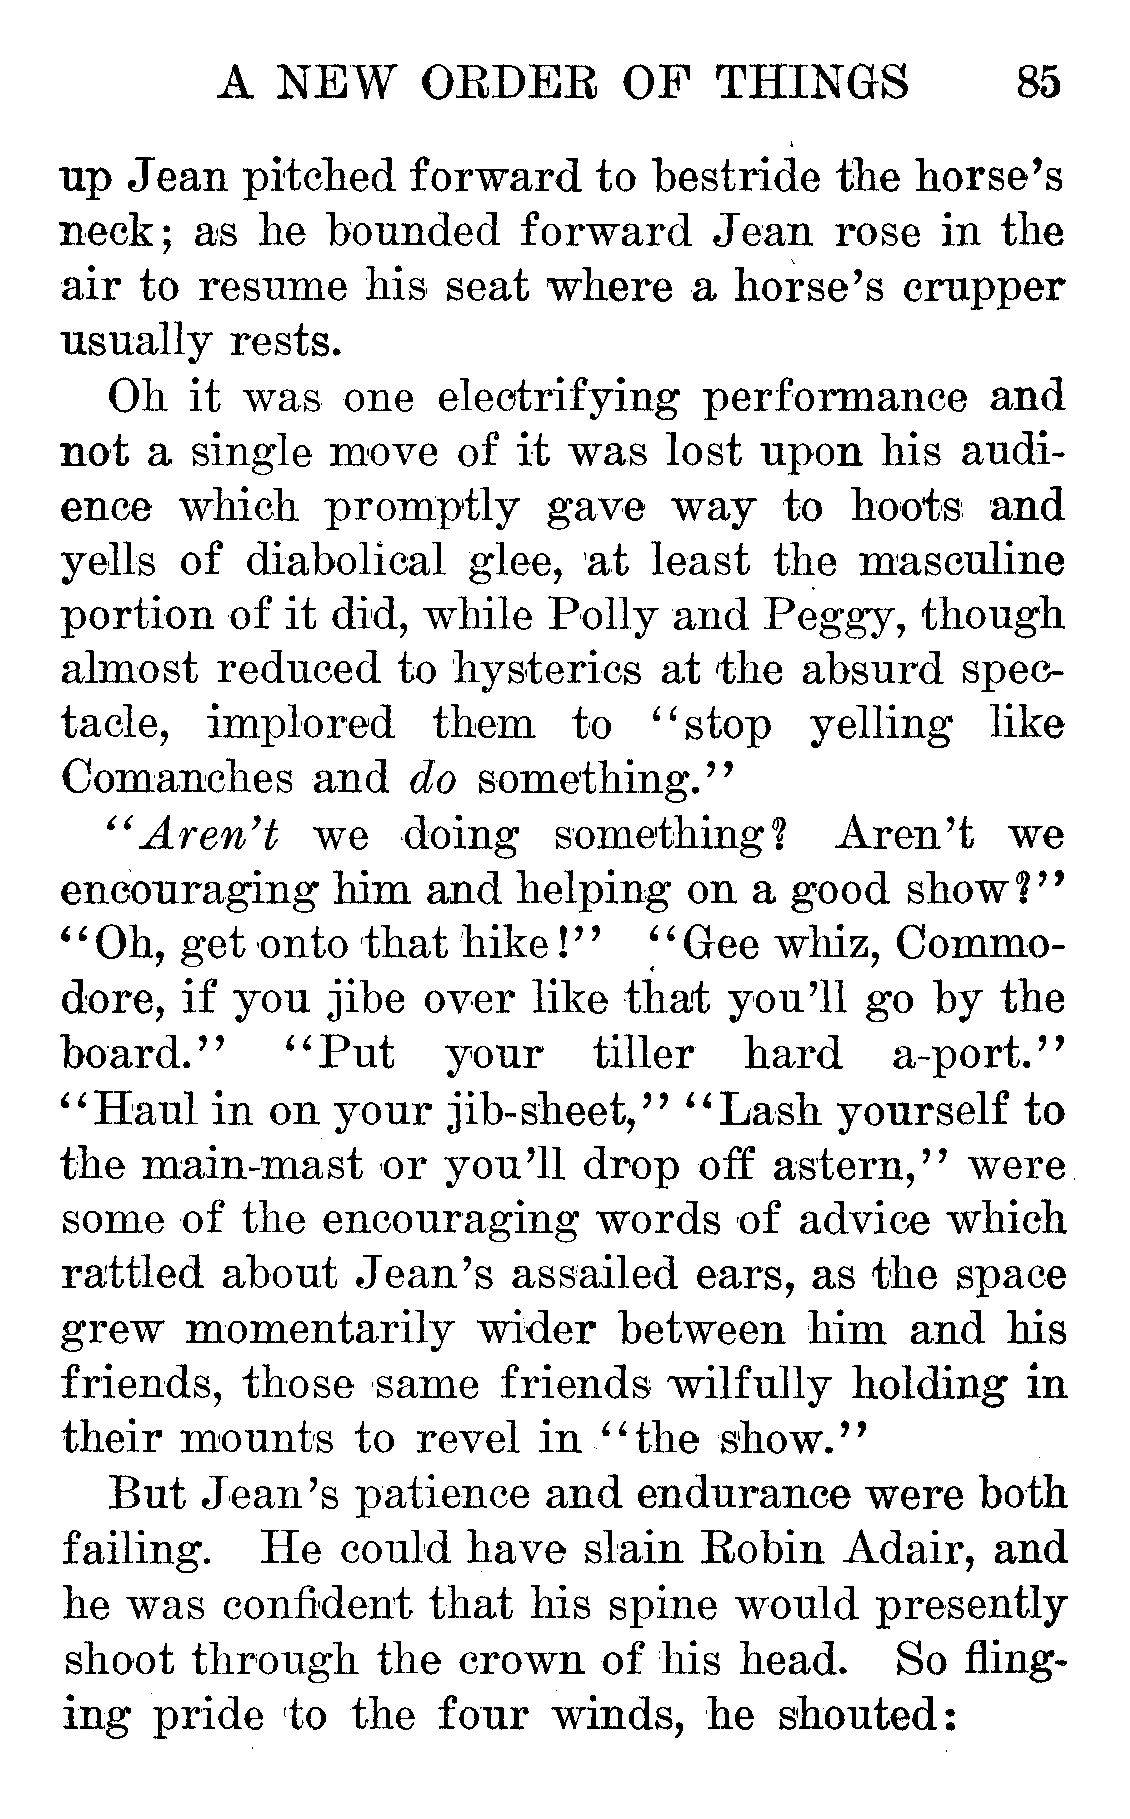 A NEW ORDER OF THINGS 85
up Jean pitched forward to bestride the horse's
neck; as he bounded forward Jean rose in the
air to resume his seat where a horse's crupper
usually rests.
Oh it was one electrifying performance and
not a single move of it was lost upon his audi-
ence which promptly gave way to hoots and
yells of diabolical glee, at least the masculine
portion of it did, while Polly and Peggy, though
almost reduced to hysterics at the absurd spec-
tacle, implored them to "stop yelling like
Comanches and do something."
"Aren't we doing something? Aren't we
encouraging him and helping on a good show?"
"Oh, get onto that hike!" "Gee whiz, Commo-
dore, if you jibe over like that you'll go by the
board." "Put your tiller hard a-port."
"Haul in on your jib-sheet," "Lash yourself to
the main-mast or you'll drop off astern," were
some of the encouraging words of advice which
rattled about Jean's assailed ears, as the space
grew momentarily wider between him and his
friends, those same friends wilfully holding in
their mounts to revel in "the show."
But Jean's patience and endurance were both
failing. He could have slain Robin Adair, and
he was confident that his spine would presently
shoot through the crown of his head. So fling-
ing pride to the four winds, he shouted: